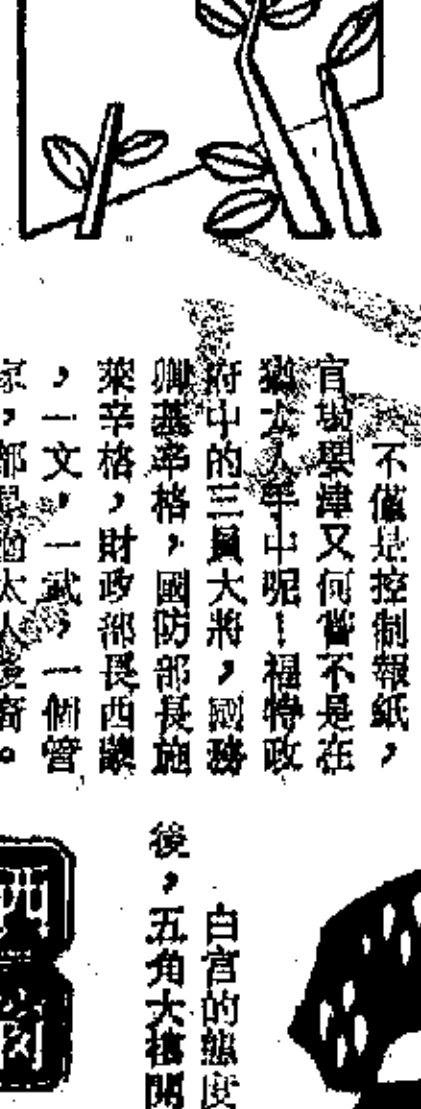 不僅是控制報紙，
官場要津又何嘗不是在
猶太人手中呢！福特政
府中的三員大將，國務
卿基辛格，國防部長施
萊辛格，財政部長西蒙
，一文，一武，一個管
家，都是猶太人後裔。
白宮的態度
後，五角大樓開